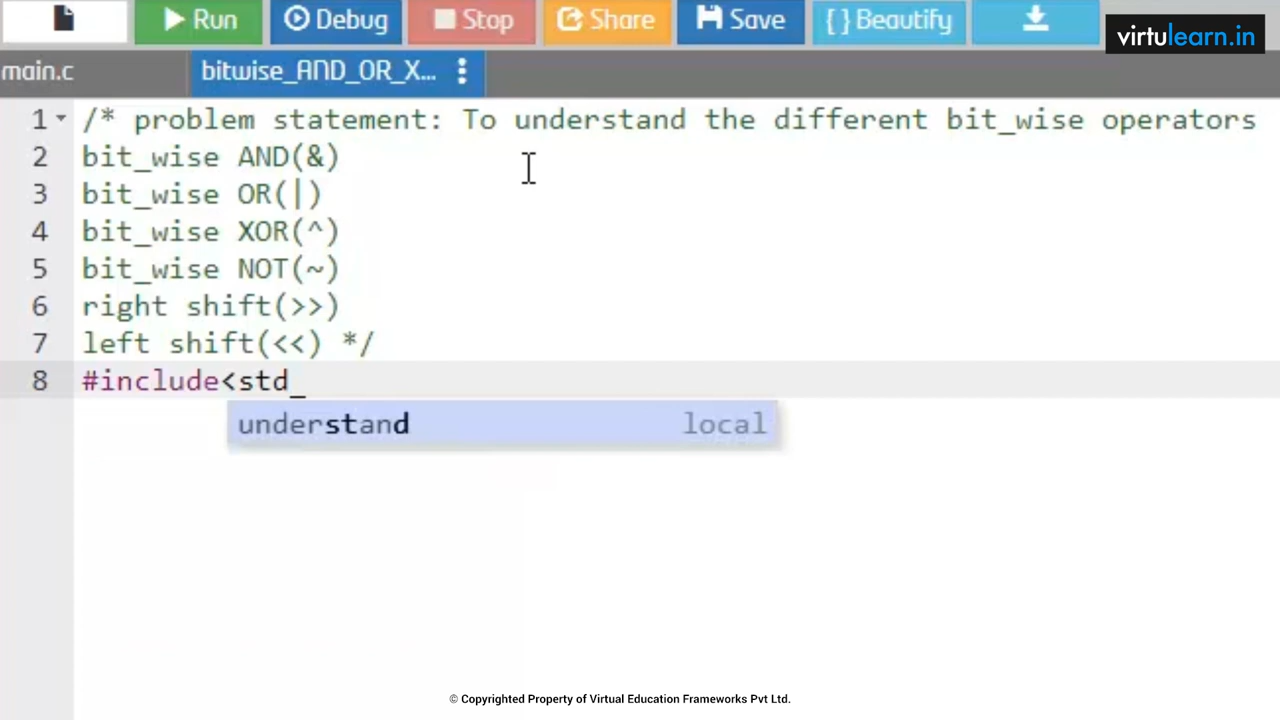 Run Debug Stop Share Save { } Beautify
virtulearn.in
main.c bitwise_AND_OR_X...
1 /* problem statement: To understand the different bit_wise operators
2 bit_wise AND(&)
3 bit_wise OR(|)
4 bit_wise XOR(^)
5 bit_wise NOT(~)
6 right shift(>>)
7 left shift(<<) */
8 #include<std_
understand local
© Copyrighted Property of Virtual Education Frameworks Pvt Ltd.